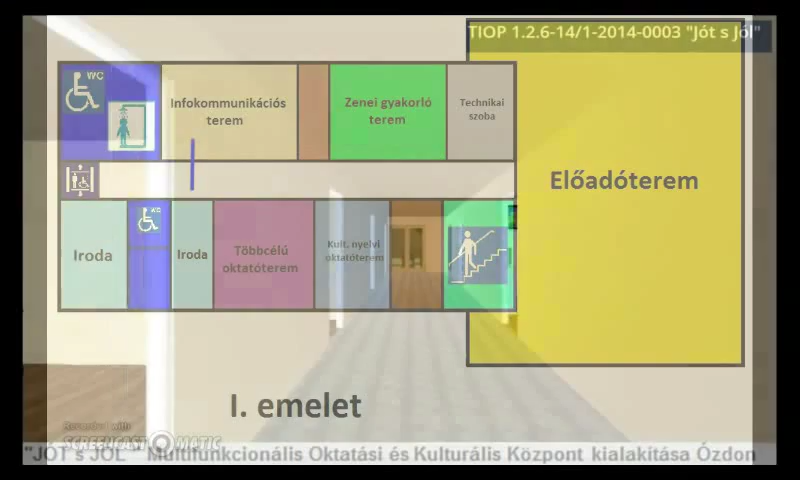 TIOP 1.2.6-14/1-2014-0003 "Jót s Jól"
WC
Infokommunikációs
terem
Zenei gyakorló
terem
Technikai
szoba
Előadóterem
Iroda
WC
Iroda
Többcélú
oktatóterem
Kult. nyelvi
oktatóterem
I. emelet
Recorded with
SCREENCAST-O-MATIC
"JÓT s JÓL " Multifunkcionális Oktatási és Kulturális Központ kialakítása Ózdon